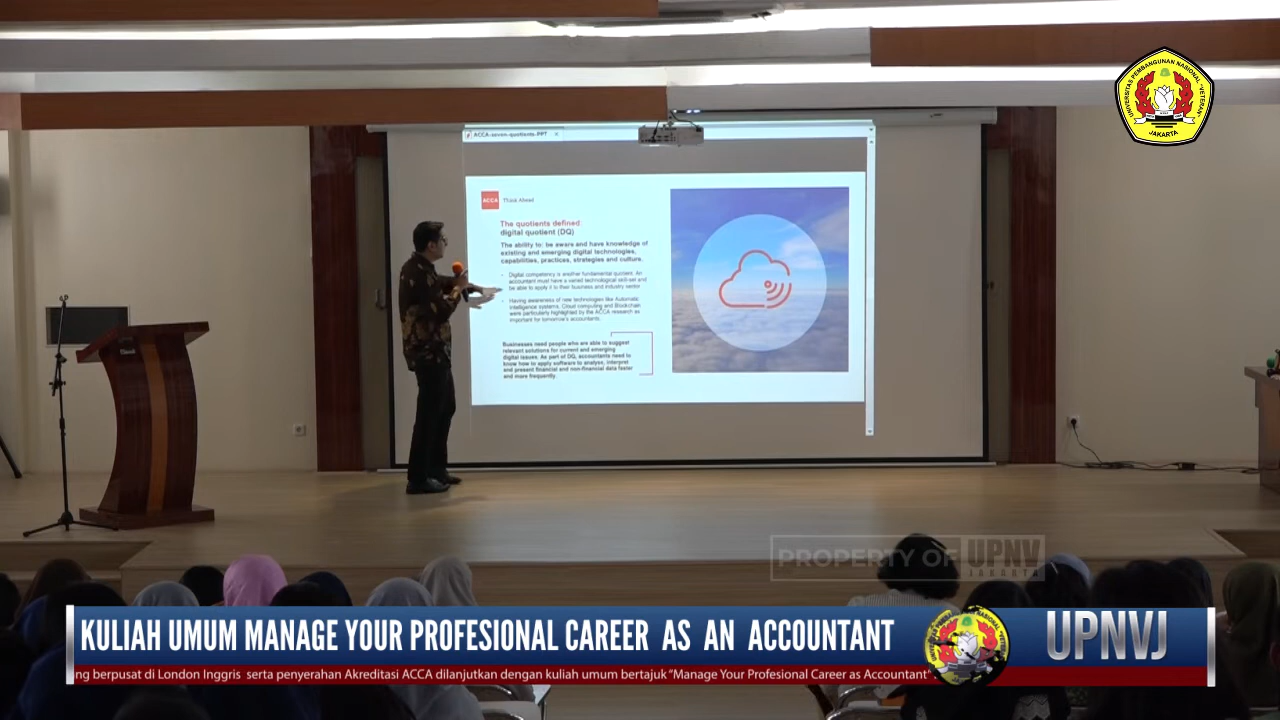 UNIVERSITAS PEMBANGUNAN NASIONAL "VETERAN"
JAKARTA
ACCA-seven-quotients-PPT
ACCA Think Ahead
The quotients defined:
digital quotient (DQ)
The ability to: be aware and have knowledge of
existing and emerging digital technologies,
capabilities, practices, strategies and culture.
Digital competency is another fundamental quotient. An
accountant must have a varied technological skill-set and
be able to apply it to their business and industry sector.
Having awareness of new technologies like Automatic
intelligence systems, Cloud computing and Blockchain
were particularly highlighted by the ACCA research as
important for tomorrow's accountants.
Businesses need people who are able to suggest
relevant solutions for current and emerging
digital issues. As part of DQ, accountants need to
know how to apply software to analyse, interpret
and present financial and non-financial data faster
and more frequently.
PROPERTY OF UPNV
JAKARTA
KULIAH UMUM MANAGE YOUR PROFESIONAL CAREER AS AN ACCOUNTANT
UPNVJ
ng berpusat di London Inggris serta penyerahan Akreditasi ACCA dilanjutkan dengan kuliah umum bertajuk "Manage Your Profesional Career as Accountant"